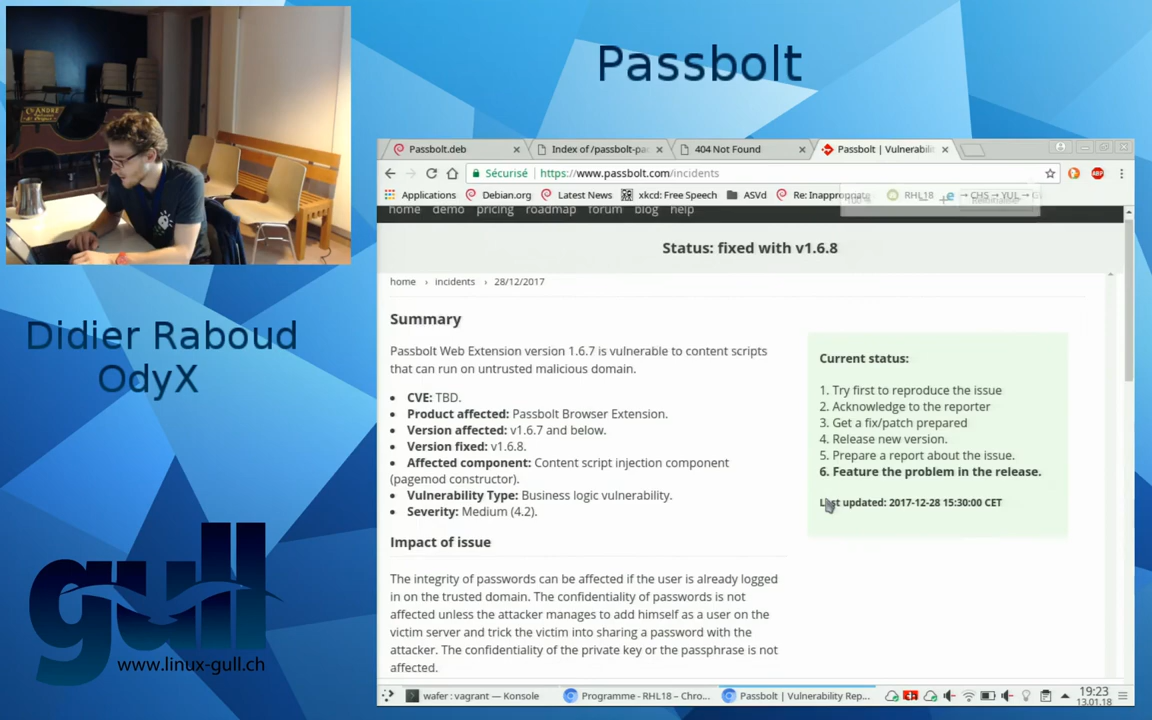 Passbolt
CH. ANDRE
Didier Raboud
OdyX
gull
www.linux-gull.ch
Passbolt.deb
Index of /passbolt-pa
404 Not Found
Passbolt | Vulnerabili
Sécurisé
https://www.passbolt.com/incidents
Applications
Debian.org
Latest News
xkcd: Free Speech
ASVd
Re: Inappropriate
RHL18
→ CHS → YUL →
home demo pricing roadmap forum blog help
Status: fixed with v1.6.8
home › incidents › 28/12/2017
Summary
Passbolt Web Extension version 1.6.7 is vulnerable to content scripts
that can run on untrusted malicious domain.
• CVE: TBD.
• Product affected: Passbolt Browser Extension.
• Version affected: v1.6.7 and below.
• Version fixed: v1.6.8.
• Affected component: Content script injection component
(pagemod constructor).
• Vulnerability Type: Business logic vulnerability.
• Severity: Medium (4.2).
Impact of issue
The integrity of passwords can be affected if the user is already logged
in on the trusted domain. The confidentiality of passwords is not
affected unless the attacker manages to add himself as a user on the
victim server and trick the victim into sharing a password with the
attacker. The confidentiality of the private key or the passphrase is not
affected.
Current status:
1. Try first to reproduce the issue
2. Acknowledge to the reporter
3. Get a fix/patch prepared
4. Release new version.
5. Prepare a report about the issue.
6. Feature the problem in the release.
Last updated: 2017-12-28 15:30:00 CET
wafer : vagrant — Konsole
Programme - RHL18 – Chro...
Passbolt | Vulnerability Rep...
19:23
13.01.18